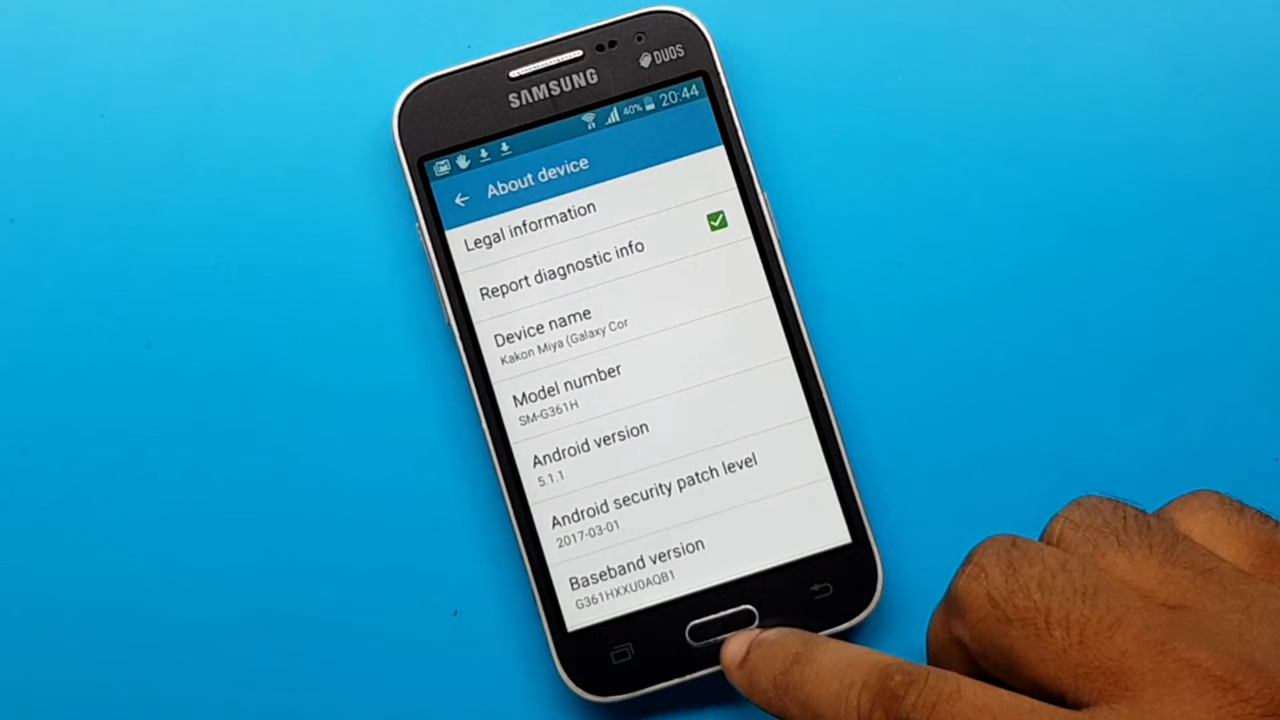 SAMSUNG
DUOS
40% 20:44
About device
Legal information
Report diagnostic info
Device name
Kakon Miya (Galaxy Cor
Model number
SM-G361H
Android version
5.1.1
Android security patch level
2017-03-01
Baseband version
G361HXXU0AQB1